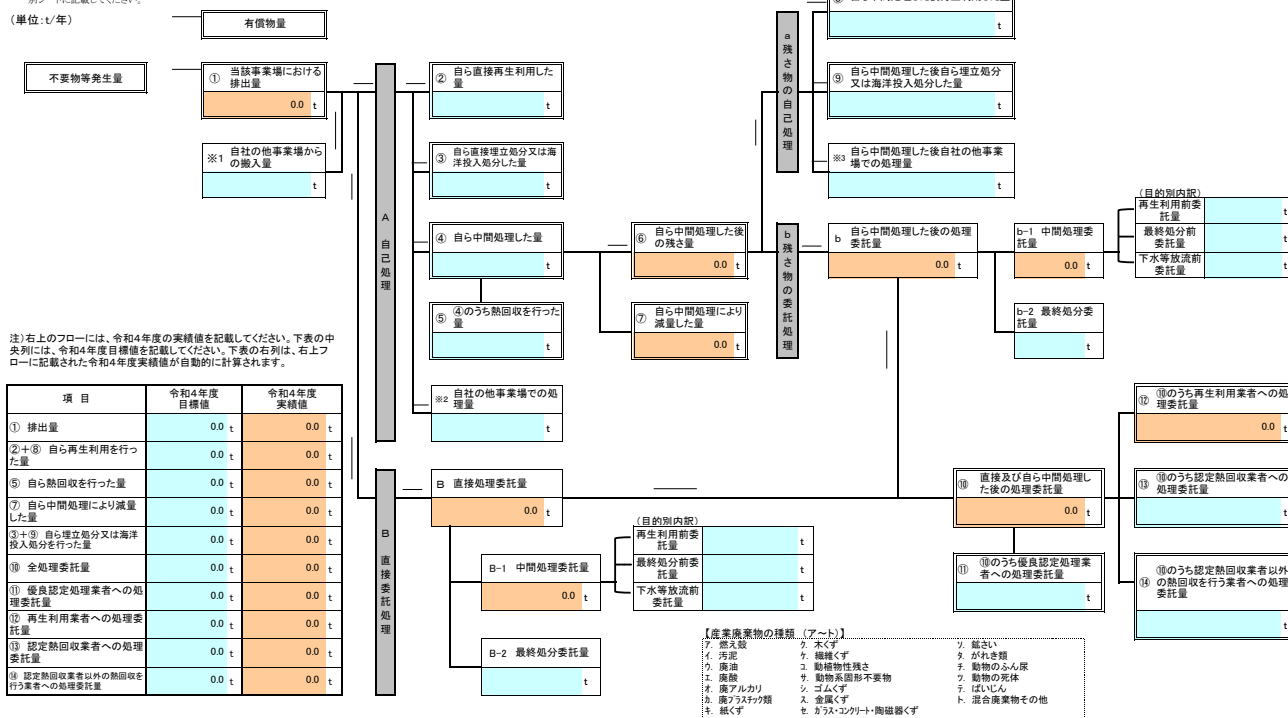 (単位:t/年)
有償物量
不要物等発生量
① 当該事業場における
排出量
0.0 t
※1 自社の他事業場から
の搬入量
t
A
自
己
処
理
② 自ら直接再生利用した
量
t
③ 自ら直接埋立処分又は海
洋投入処分した量
t
④ 自ら中間処理した量
t
⑤ ④のうち熱回収を行った
量
t
※2 自社の他事業場での処
理量
t
⑥ 自ら中間処理した後
の残さ量
0.0 t
⑦ 自ら中間処理により
減量した量
0.0 t
a
残
さ
物
の
自
己
処
理
t
⑨ 自ら中間処理した後自ら埋立処分
又は海洋投入処分した量
t
※3 自ら中間処理した後自社の他事業
場での処理量
t
b
残
さ
物
の
委
託
処
理
b 自ら中間処理した後の処理
委託量
0.0 t
b-1 中間処理委
託量
0.0 t
b-2 最終処分委
託量
t
(目的別内訳)
再生利用前委
託量
t
最終処分前
委託量
t
下水等放流前
委託量
t
注)右上のフローには、令和4年度の実績値を記載してください。下表の中
央列には、令和4年度目標値を記載してください。下表の右列は、右上フ
ローに記載された令和4年度実績値が自動的に計算されます。
項 目 令和4年度 令和4年度
目標値 実績値
① 排出量 0.0 t 0.0 t
②+⑧ 自ら再生利用を行っ
た量 0.0 t 0.0 t
⑤ 自ら熱回収を行った量 0.0 t 0.0 t
⑦ 自ら中間処理により減量
した量 0.0 t 0.0 t
③+⑨ 自ら埋立処分又は海洋
投入処分を行った量 0.0 t 0.0 t
⑩ 全処理委託量 0.0 t 0.0 t
⑪ 優良認定処理業者への処
理委託量 0.0 t 0.0 t
⑫ 再生利用業者への処理委
託量 0.0 t 0.0 t
⑬ 認定熱回収業者への処理
委託量 0.0 t 0.0 t
⑭ 認定熱回収業者以外の熱回収を
行う業者への処理委託量 0.0 t 0.0 t
B
直
接
委
託
処
理
B 直接処理委託量
0.0 t
B-1 中間処理委託量
0.0 t
B-2 最終処分委託量
t
(目的別内訳)
再生利用前委
託量
t
最終処分前
委託量
t
下水等放流前
委託量
t
⑩ 直接及び自ら中間処理し
た後の処理委託量
0.0 t
⑪ ⑩のうち優良認定処理業
者への処理委託量
t
⑫ ⑩のうち再生利用業者への処
理委託量
0.0 t
⑬ ⑩のうち認定熱回収業者への
処理委託量
t
⑭ ⑩のうち認定熱回収業者以外
の熱回収を行う業者への処理
委託量
t
【産業廃棄物の種類 (ア~ト)】
ア. 燃え殻 ク. 木くず ソ. 鉱さい
イ. 汚泥 ケ. 繊維くず タ. がれき類
ウ. 廃油 コ. 動植物性残さ チ. 動物のふん尿
エ. 廃酸 サ. 動物系固形不要物 ツ. 動物の死体
オ. 廃アルカリ シ. ゴムくず テ. ばいじん
カ. 廃プラスチック類 ス. 金属くず ト. 混合廃棄物その他
キ. 紙くず セ. ガラス・コンクリート・陶磁器くず